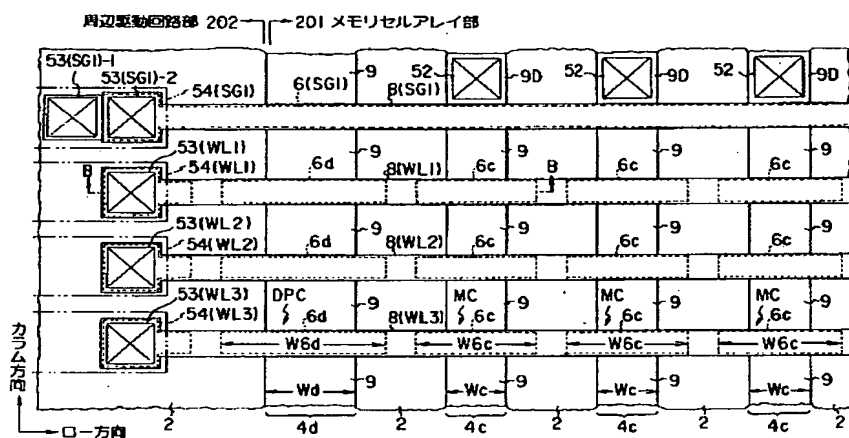 周辺駆動回路部 202 201 メモリセルアレイ部
53(SG1)-1
53(SG1)-2 54(SG1) 6(SG1) 9 8(SG1) 52 9D 52 9D 52 9D
53(WL1)
B 54(WL1) 6d 9 8(WL1) 6c 9 B 6c 9 6c 9
53(WL2)
54(WL2) 6d 9 8(WL2) 6c 9 6c 9 6c 9
53(WL3) DPC 9 MC 9 MC 9 MC 9
54(WL3) 6d 8(WL3) 6c 6c 6c
W6d W6c W6c W6c
カラム方向 Wd 9 Wc 9 Wc 9 Wc 9
ロー方向 2 4d 2 4c 2 4c 2 4c 2